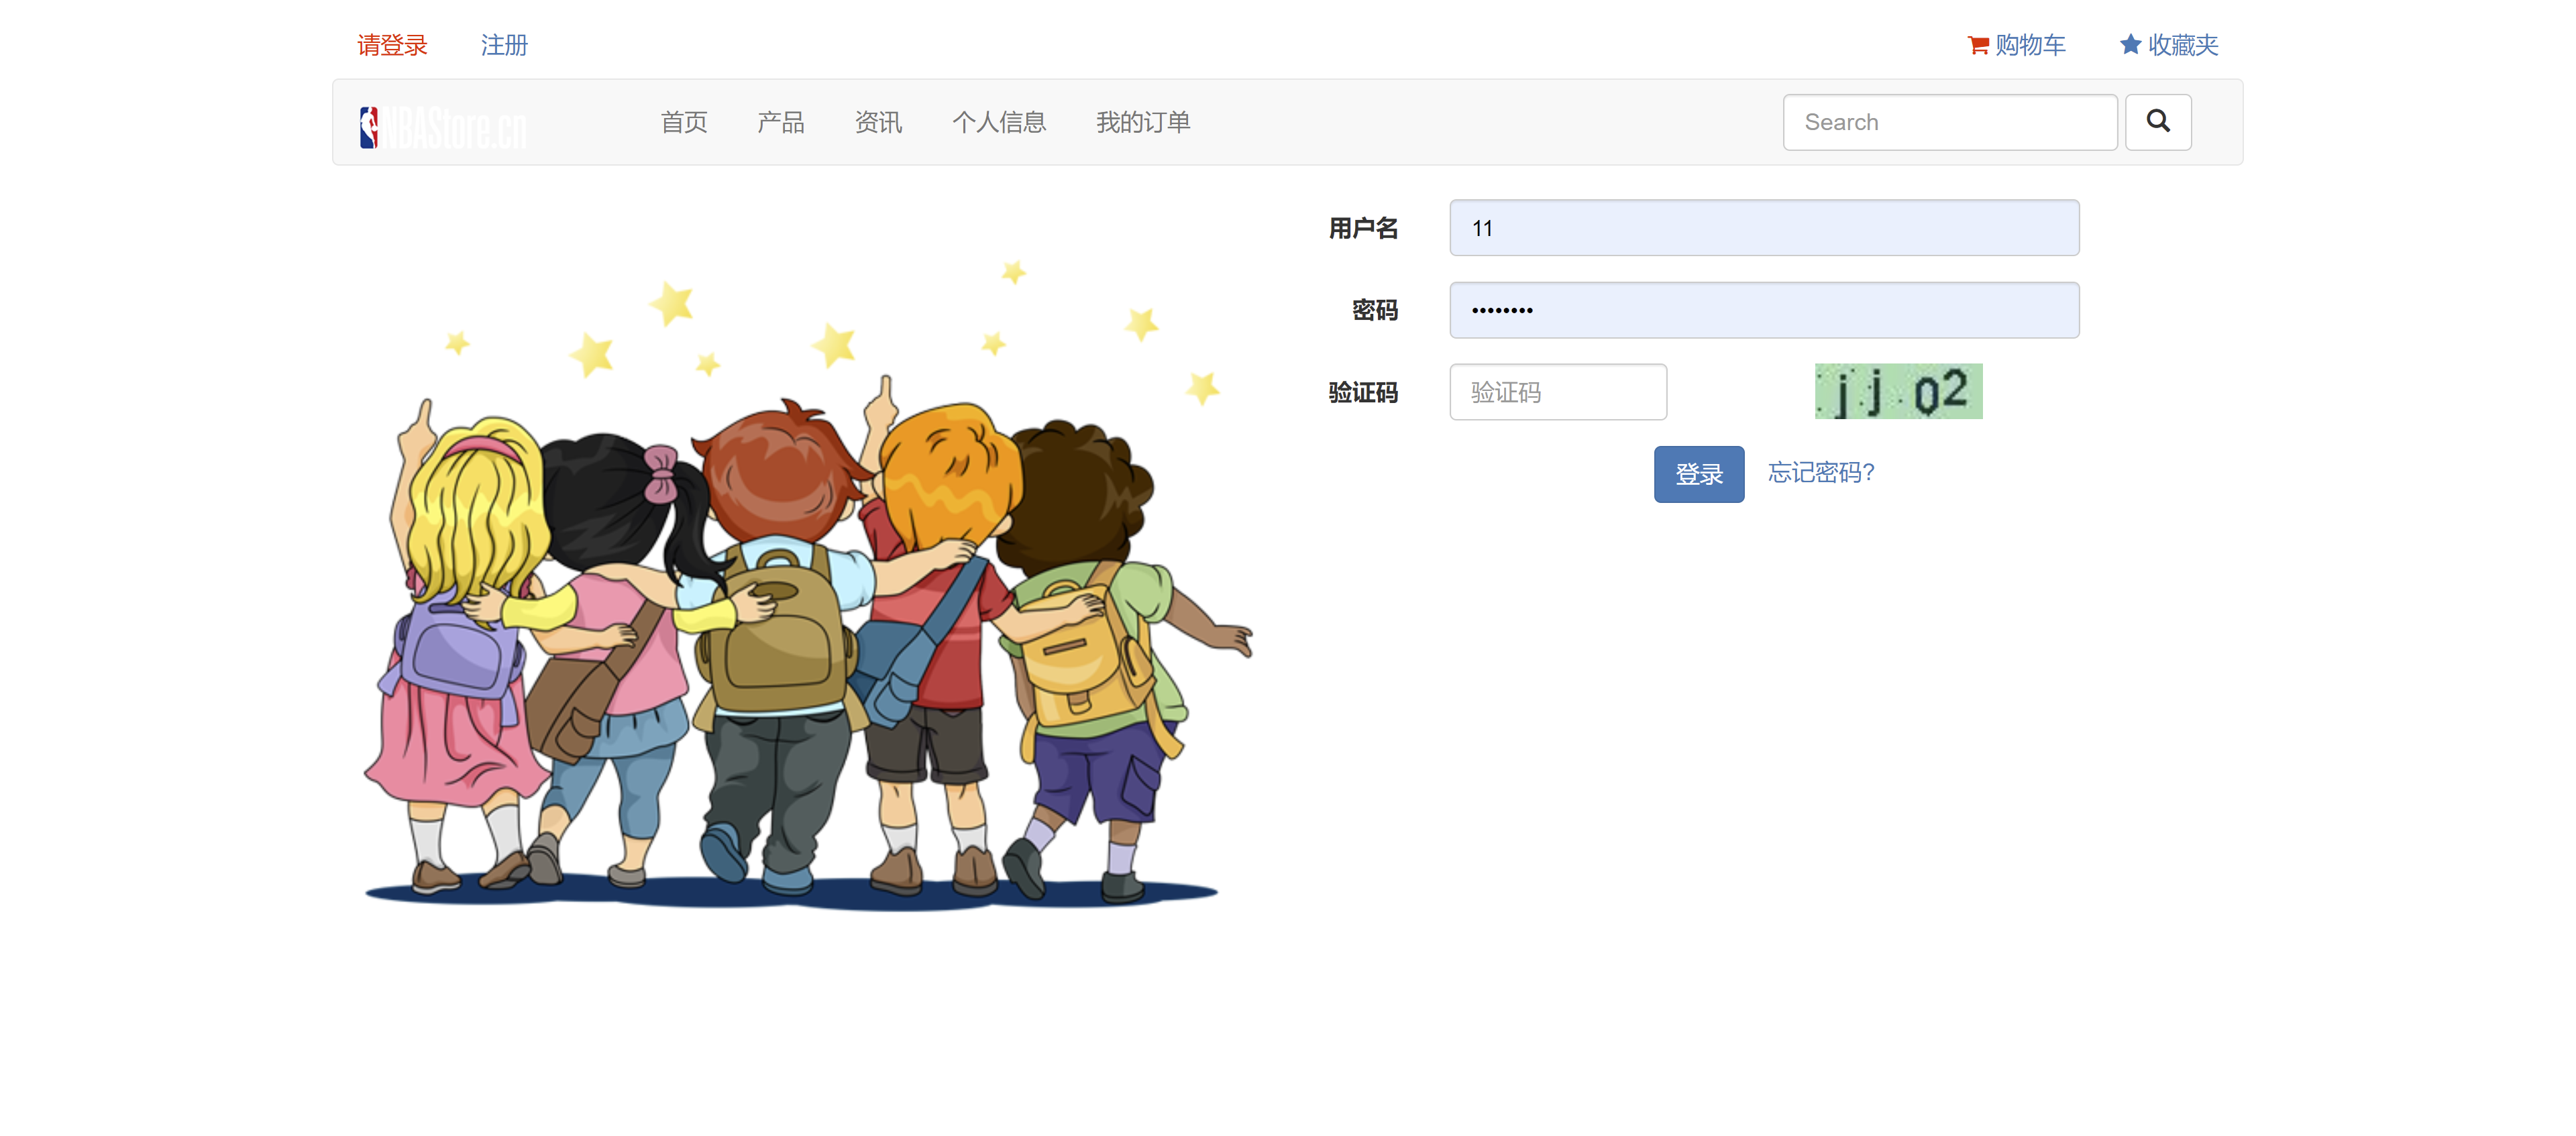 请登录 注册 购物车 收藏夹
NBAStore.cn 首页 产品 资讯 个人信息 我的订单 Search
用户名 11
密码 ••••••••
验证码 验证码
登录 忘记密码?